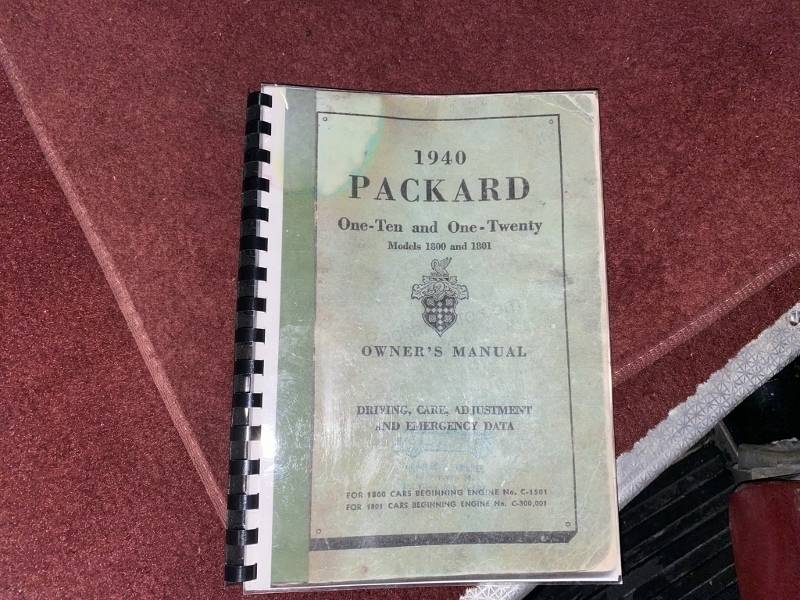 1940
PACKARD
One-Ten and One-Twenty
Models 1800 and 1801
OWNER'S MANUAL
DRIVING, CARE, ADJUSTMENT
AND EMERGENCY DATA
FOR 1800 CARS BEGINNING ENGINE No. C-1501
FOR 1801 CARS BEGINNING ENGINE No. C-300,001